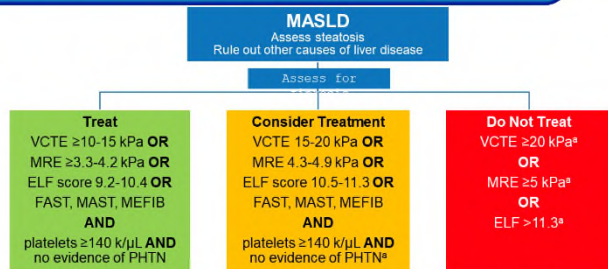 MASLD
Assess steatosis
Rule out other causes of liver disease
Assess for
Treat
VCTE ≥10-15 kPa OR
MRE ≥3.3-4.2 kPa OR
ELF score 9.2-10.4 OR
FAST, MAST, MEFIB
AND
platelets ≥140 k/μL AND
no evidence of PHTN
Consider Treatment
VCTE 15-20 kPa OR
MRE 4.3-4.9 kPa OR
ELF score 10.5-11.3 OR
FAST, MAST, MEFIB
AND
platelets ≥140 k/μL AND
no evidence of PHTNᵃ
Do Not Treat
VCTE ≥20 kPaᵃ
OR
MRE ≥5 kPaᵃ
OR
ELF >11.3ᵃ